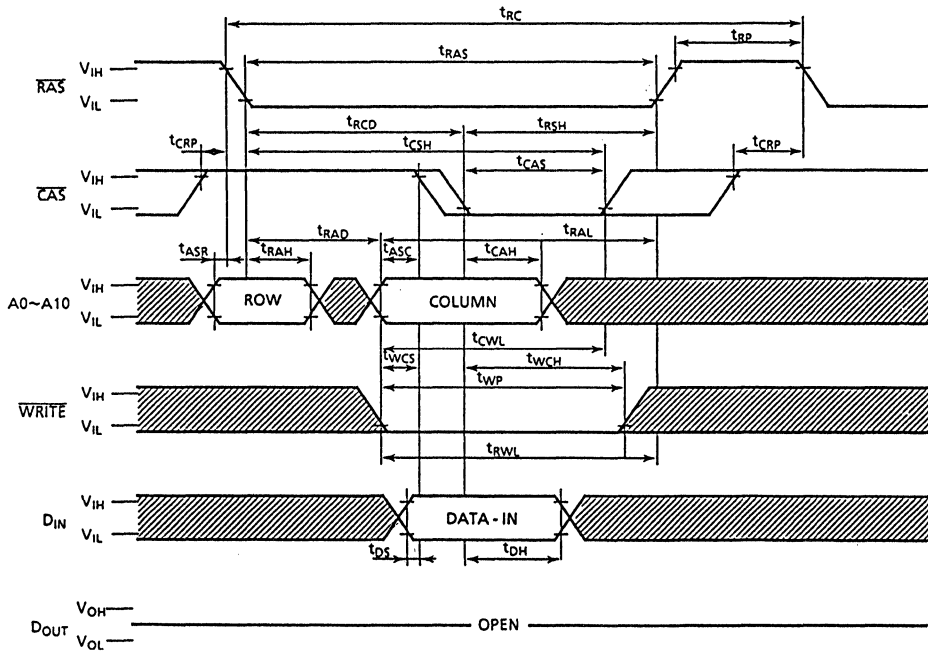 tRC
tRP
tRAS
VIH
RAS
VIL
tRCD
tRSH
tCRP
tCSH
tCRP
tCAS
VIH
CAS
VIL
tRAD
tRAL
tASR
tRAH
tASC
tCAH
VIH
A0~A10
ROW
COLUMN
VIL
tCWL
tWCS
tWCH
tWP
VIH
WRITE
VIL
tRWL
VIH
DIN
DATA-IN
VIL
tDS
tDH
VOH
DOUT
OPEN
VOL